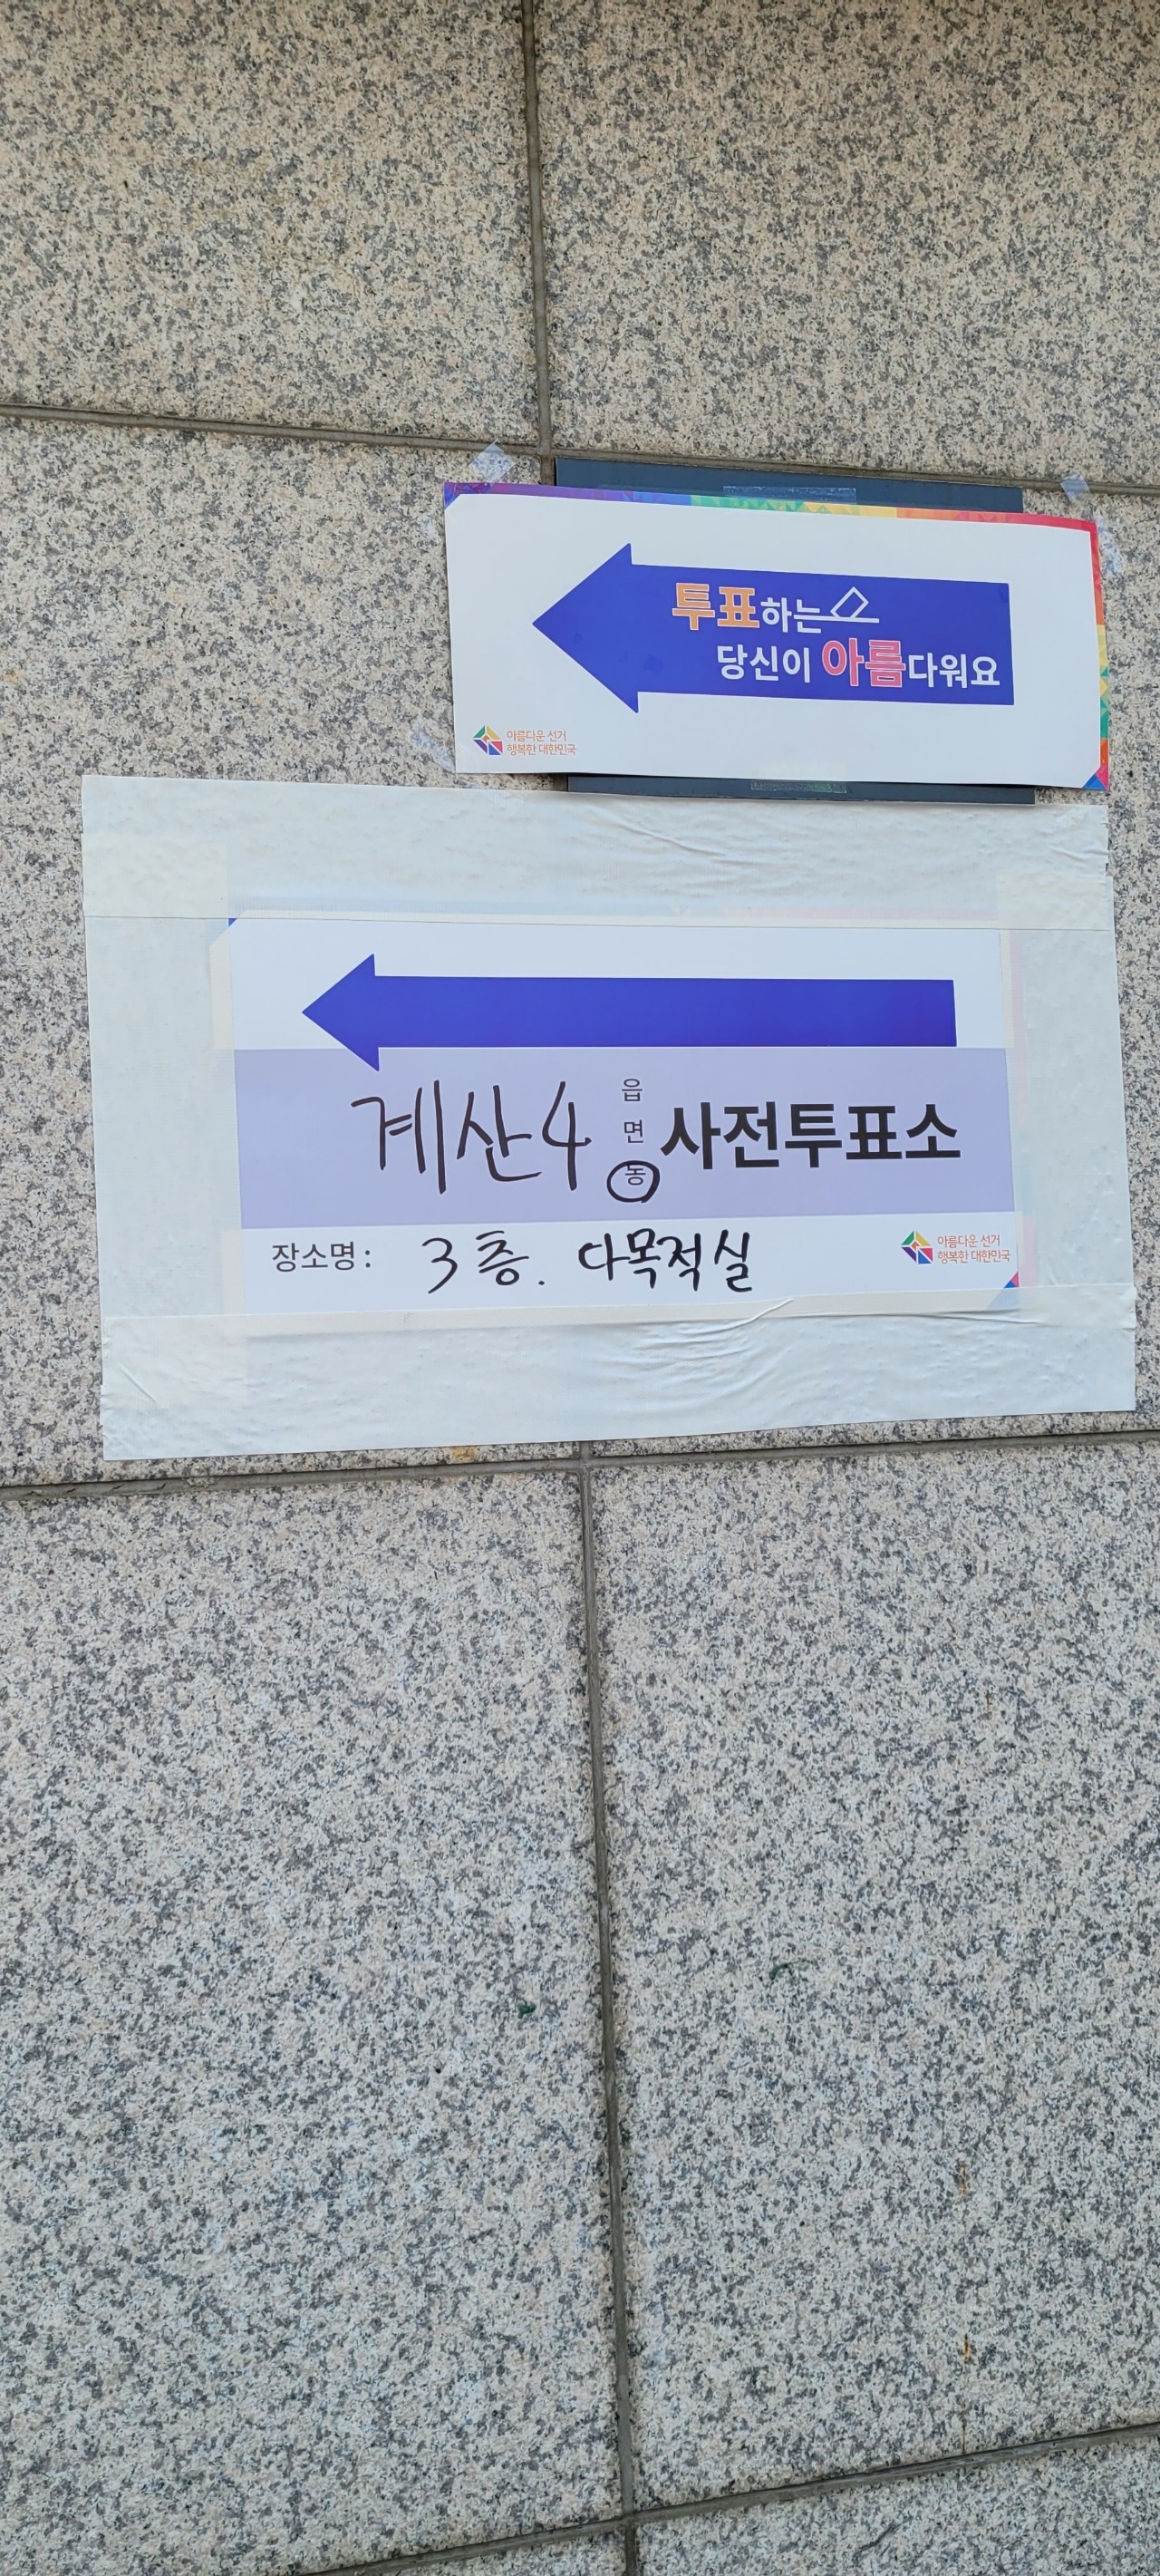 투표하는
당신이 아름다워요
아름다운 선거
행복한 대한민국
계산4 읍 면 동 사전투표소
장소명: 3층. 다목적실
아름다운 선거
행복한 대한민국